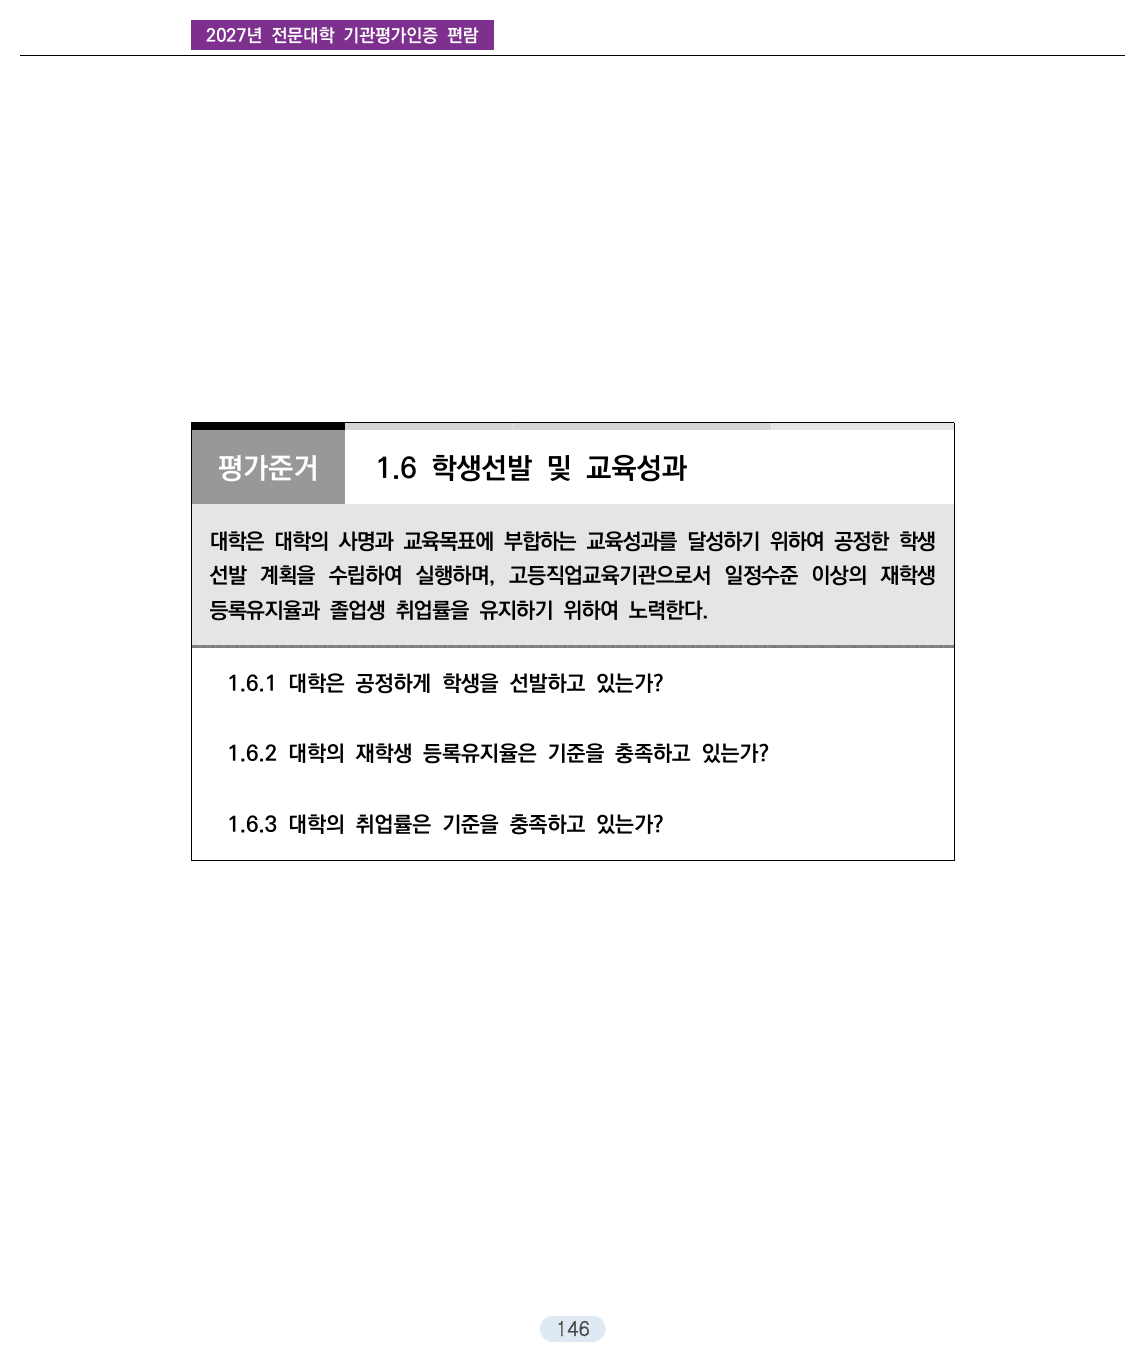 2027년 전문대학 기관평가인증 편람
평가준거
1.6 학생선발 및 교육성과
대학은 대학의 사명과 교육목표에 부합하는 교육성과를 달성하기 위하여 공정한 학생
선발 계획을 수립하여 실행하며, 고등직업교육기관으로서 일정수준 이상의 재학생
등록유지율과 졸업생 취업률을 유지하기 위하여 노력한다.
1.6.1 대학은 공정하게 학생을 선발하고 있는가?
1.6.2 대학의 재학생 등록유지율은 기준을 충족하고 있는가?
1.6.3 대학의 취업률은 기준을 충족하고 있는가?
146